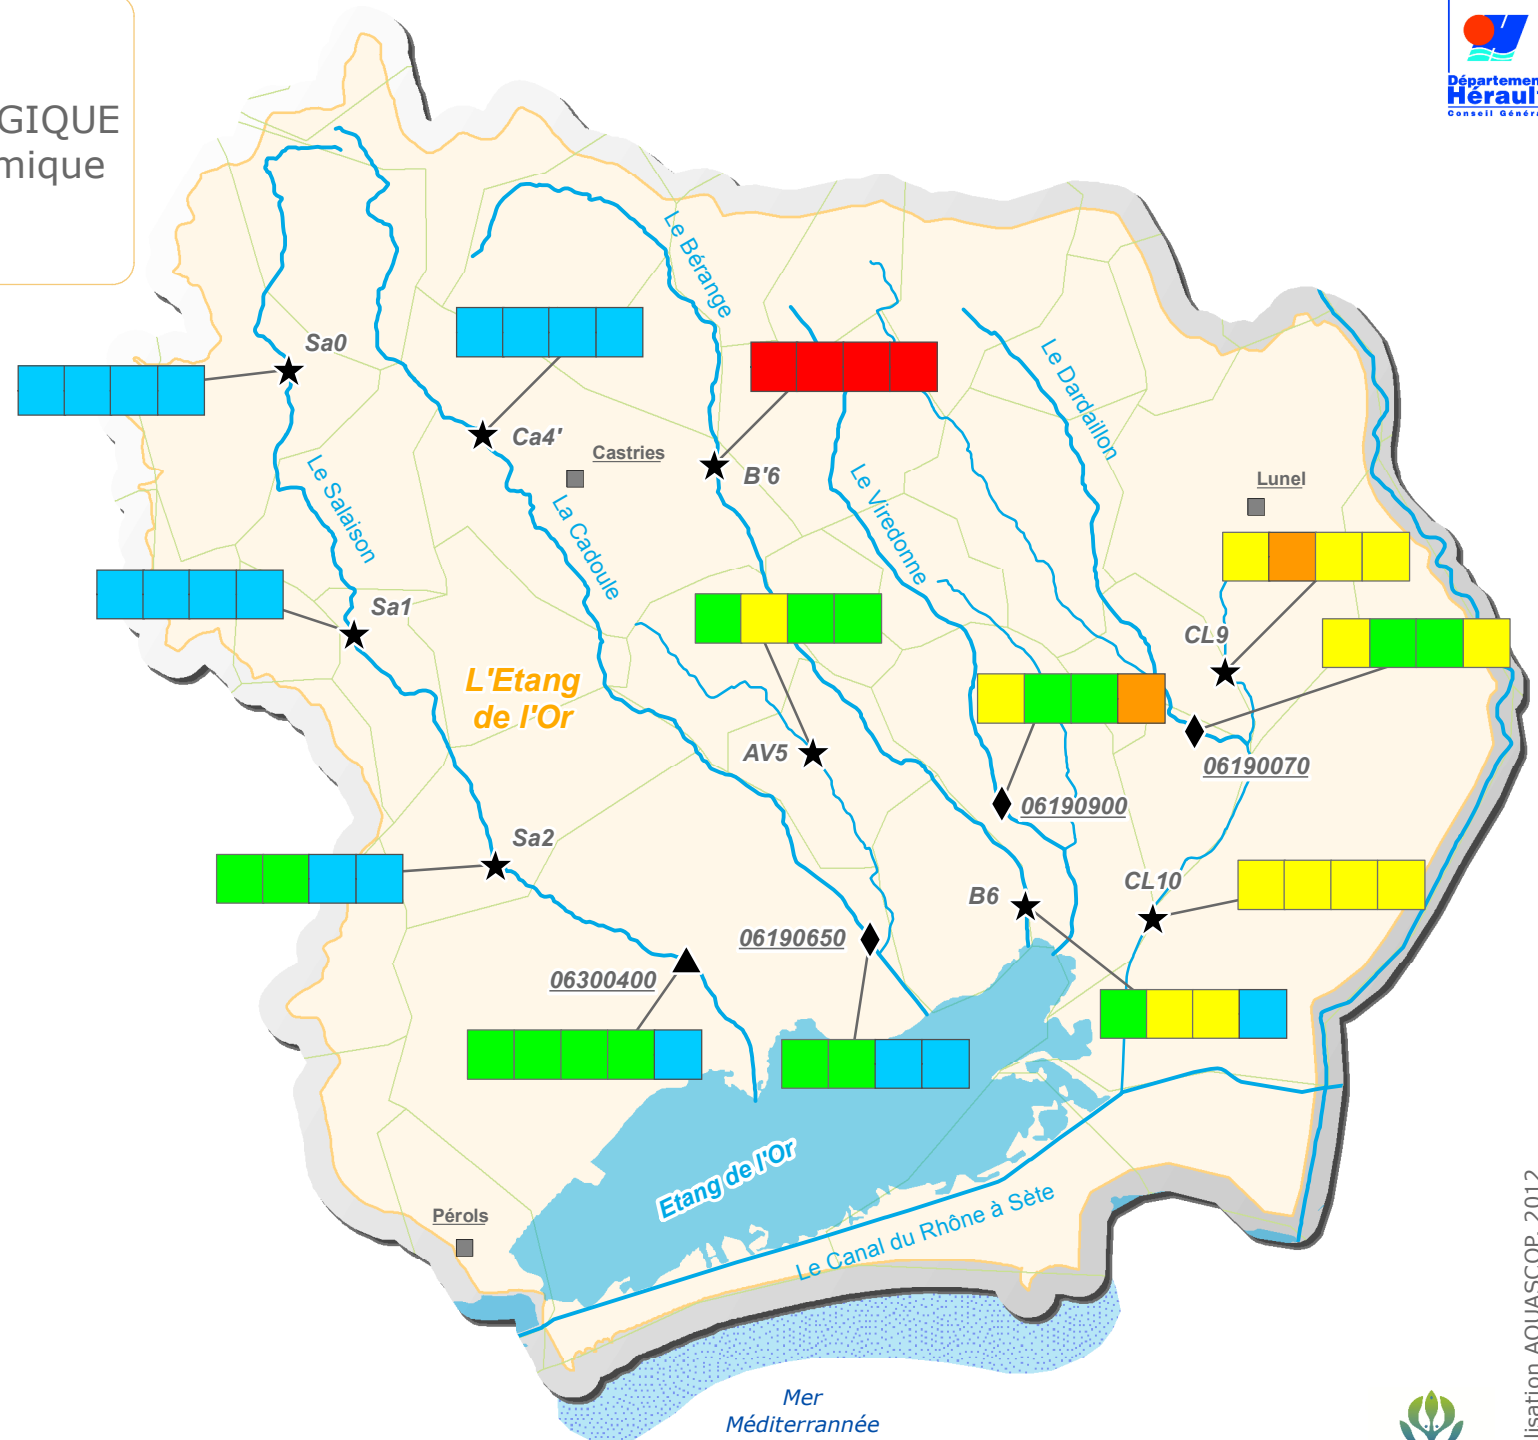 GIQUE
mique
Département
Hérault
Conseil Général
Le Bérange
Sa0
Le Dardaillon
Ca4'
Castries
B'6
Lunel
Le Salaison
La Cadoule
Le Viredonne
Sa1
CL9
L'Etang
de l'Or
AV5
06190070
06190900
Sa2
CL10
B6
06190650
06300400
Etang de l'Or
Pérols
Le Canal du Rhône à Sète
Mer
Méditerrannée
lisation AQUASCOP, 2012